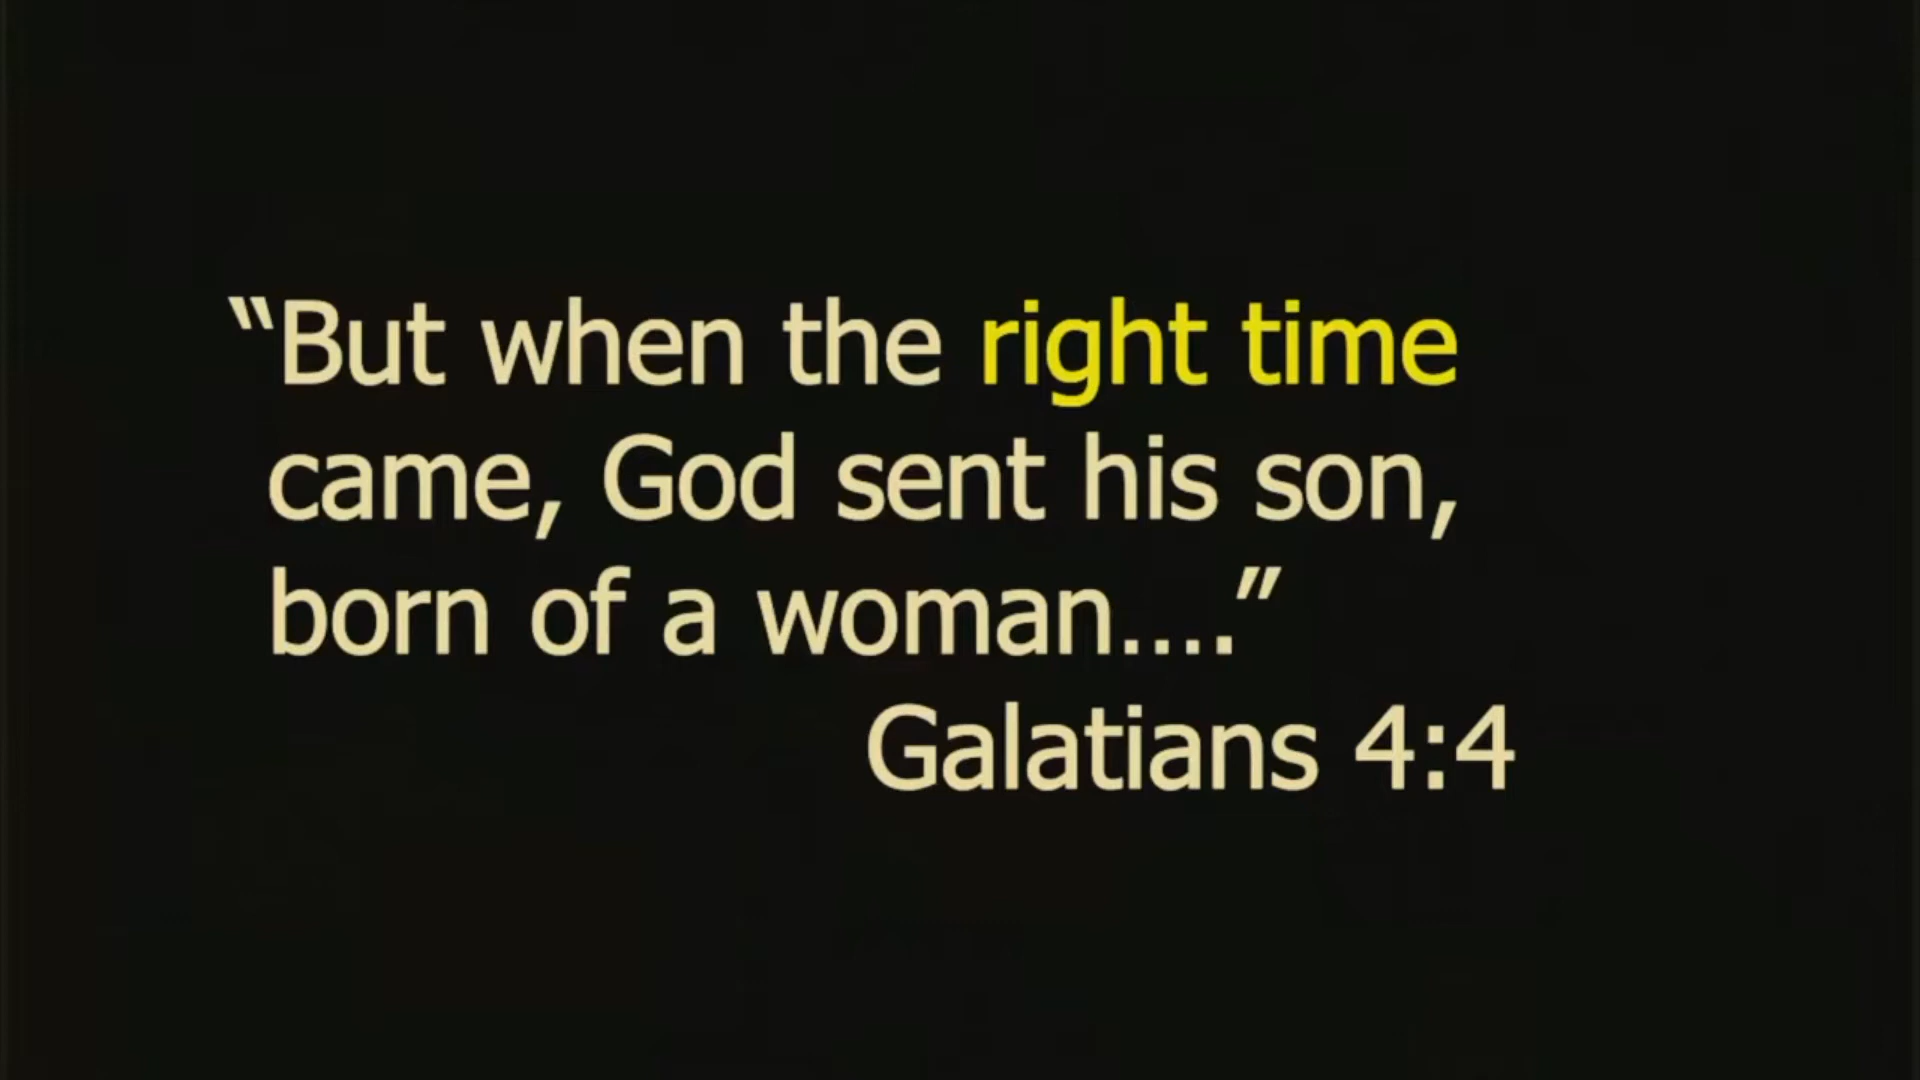 “But when the right time
came, God sent his son,
born of a woman….”
Galatians 4:4